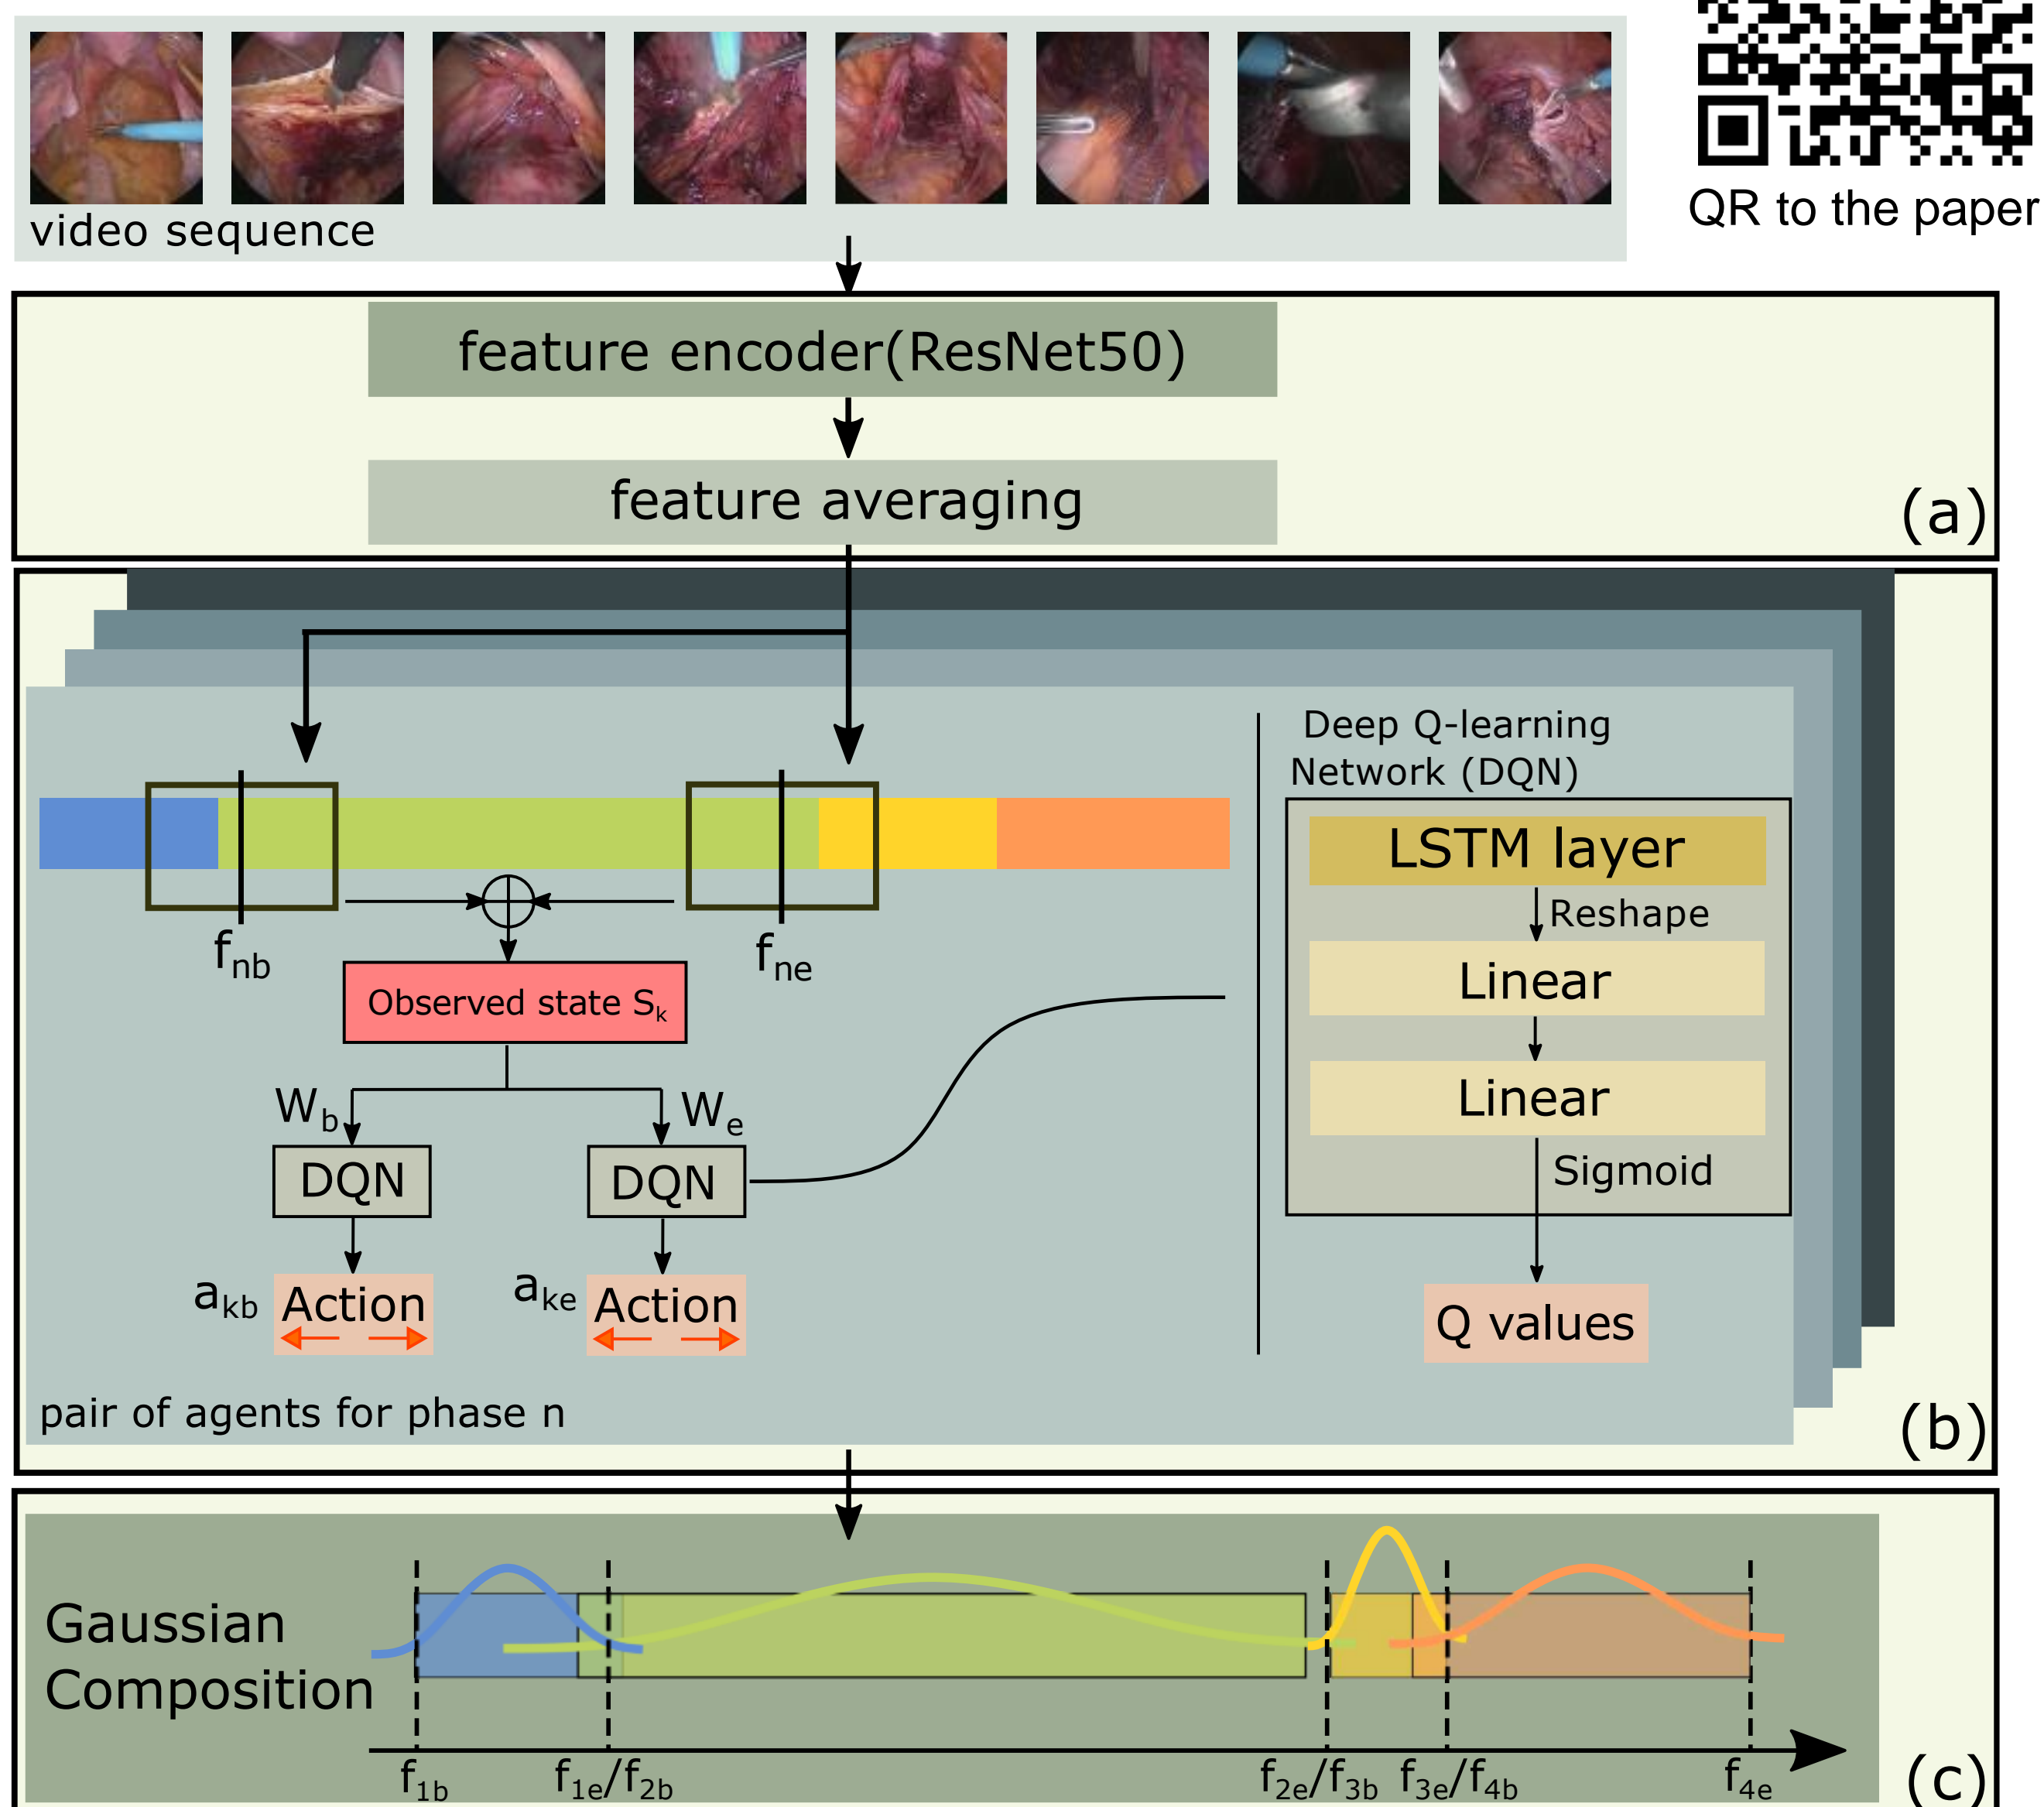 video sequence
QR to the paper
feature encoder(ResNet50)
feature averaging
(a)
Deep Q-learning
Network (DQN)
LSTM layer
Reshape
Linear
Linear
Sigmoid
Q values
f_nb
f_ne
Observed state S_k
W_b
W_e
DQN
DQN
a_kb Action
a_ke Action
pair of agents for phase n
(b)
Gaussian
Composition
f_1b
f_1e/f_2b
f_2e/f_3b
f_3e/f_4b
f_4e
(c)